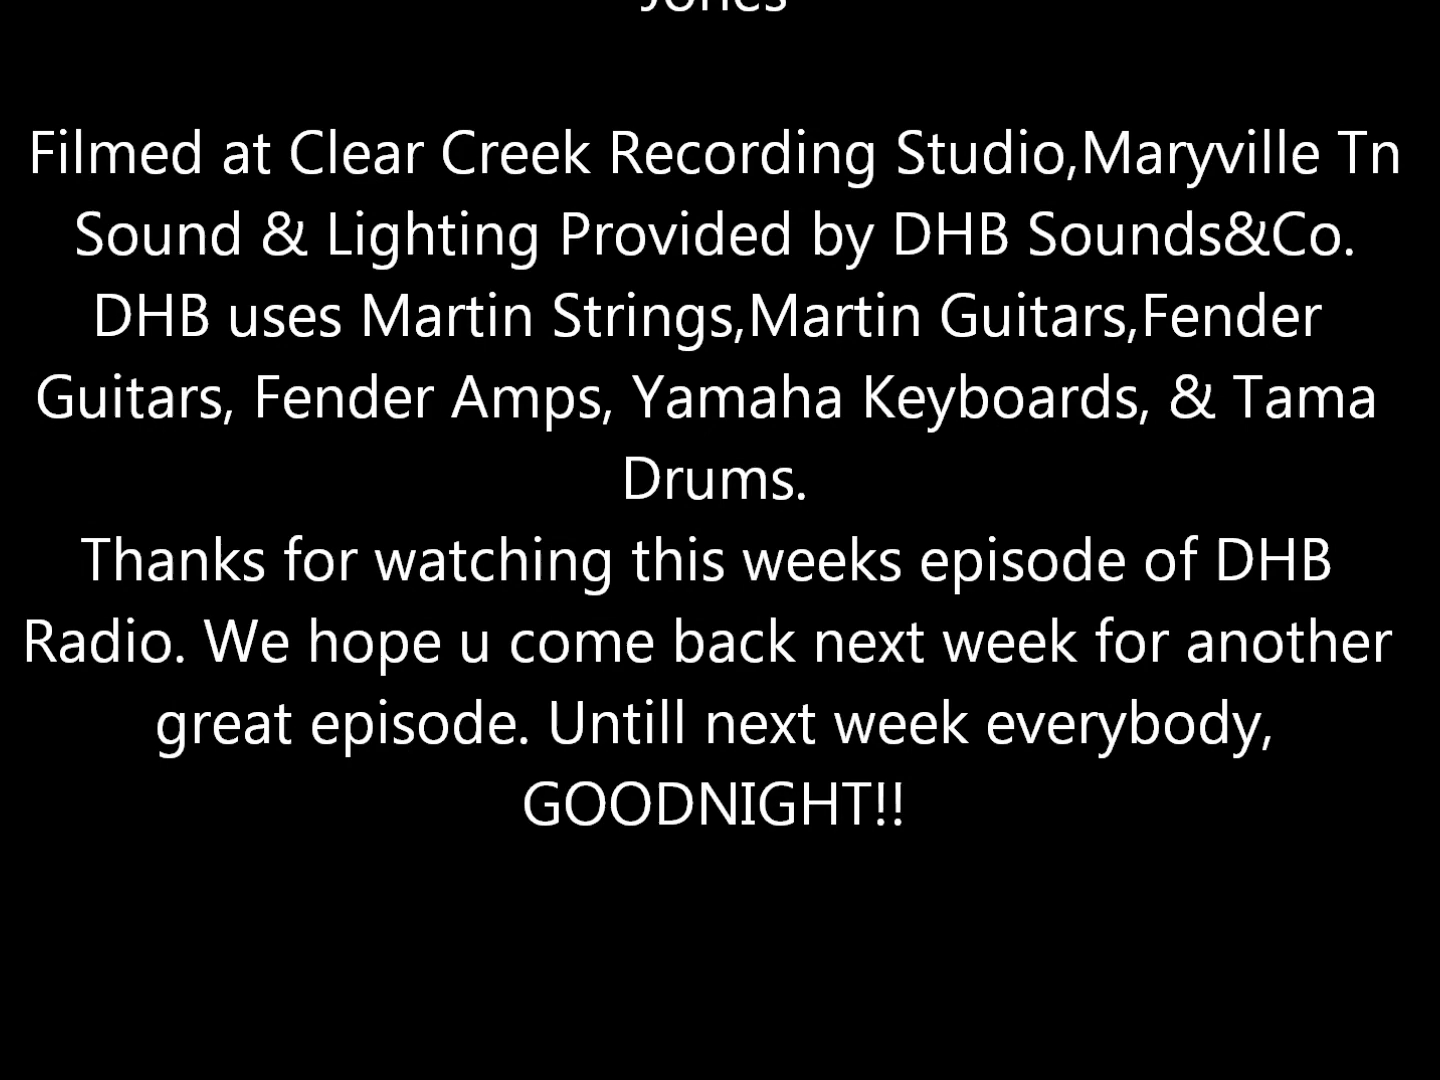 Jones
Filmed at Clear Creek Recording Studio,Maryville Tn
Sound & Lighting Provided by DHB Sounds&Co.
DHB uses Martin Strings,Martin Guitars,Fender
Guitars, Fender Amps, Yamaha Keyboards, & Tama
Drums.
Thanks for watching this weeks episode of DHB
Radio. We hope u come back next week for another
great episode. Untill next week everybody,
GOODNIGHT!!